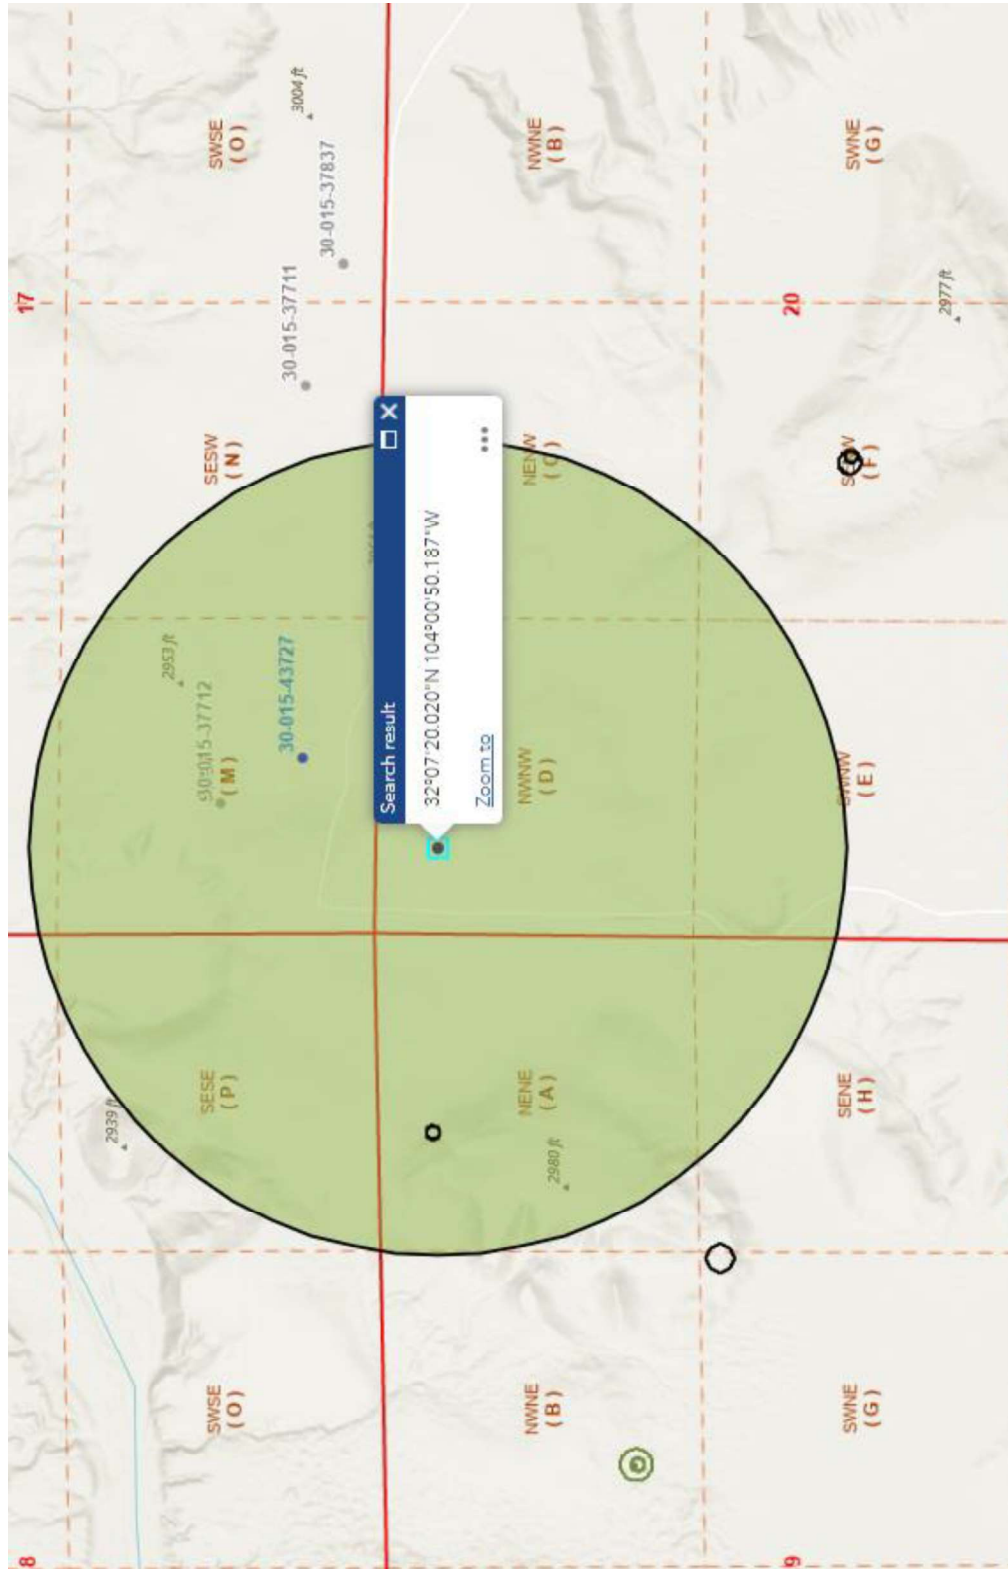 8
17
2939 ft
2953 ft
SWSE
(O)
SESE
(P)
30-015-37712
(M)
SESW
(N)
SWSE
(O)
30-015-43727
30-015-37711
3004 ft
30-015-37837
Search result
32°07'20.020"N 104°00'50.187"W
Zoom to
NWNE
(B)
NENE
(A)
2980 ft
NWNW
(D)
NENW
NWNE
(B)
9
20
SWNE
(G)
SENE
(H)
SWNW
(E)
(F)
SWNE
(G)
2977 ft